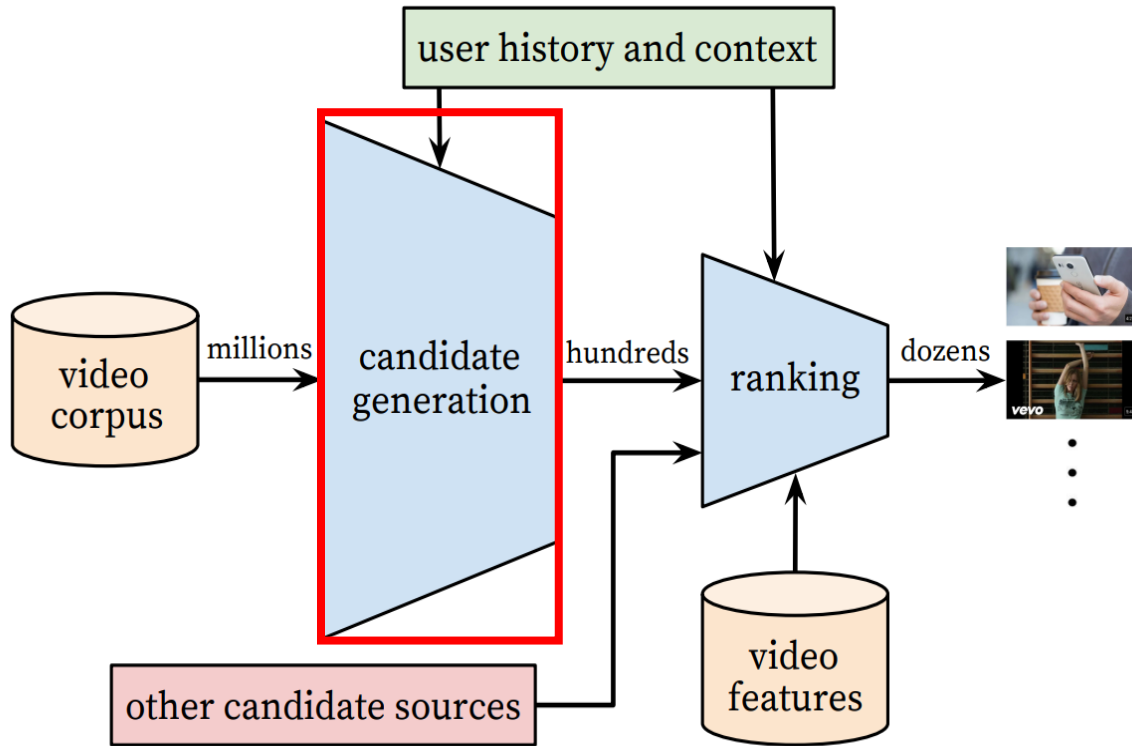 user history and context
millions
video
corpus
candidate
generation
hundreds
ranking
dozens
vevo
other candidate sources
video
features